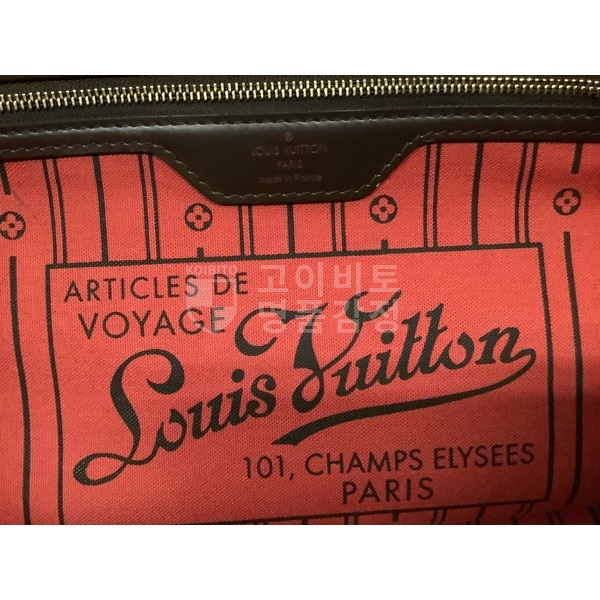 LOUIS VUITTON
PARIS
made in France
KOIBITO 고이비토
명품감정
ARTICLES DE
VOYAGE
Louis Vuitton
101, CHAMPS ELYSEES
PARIS